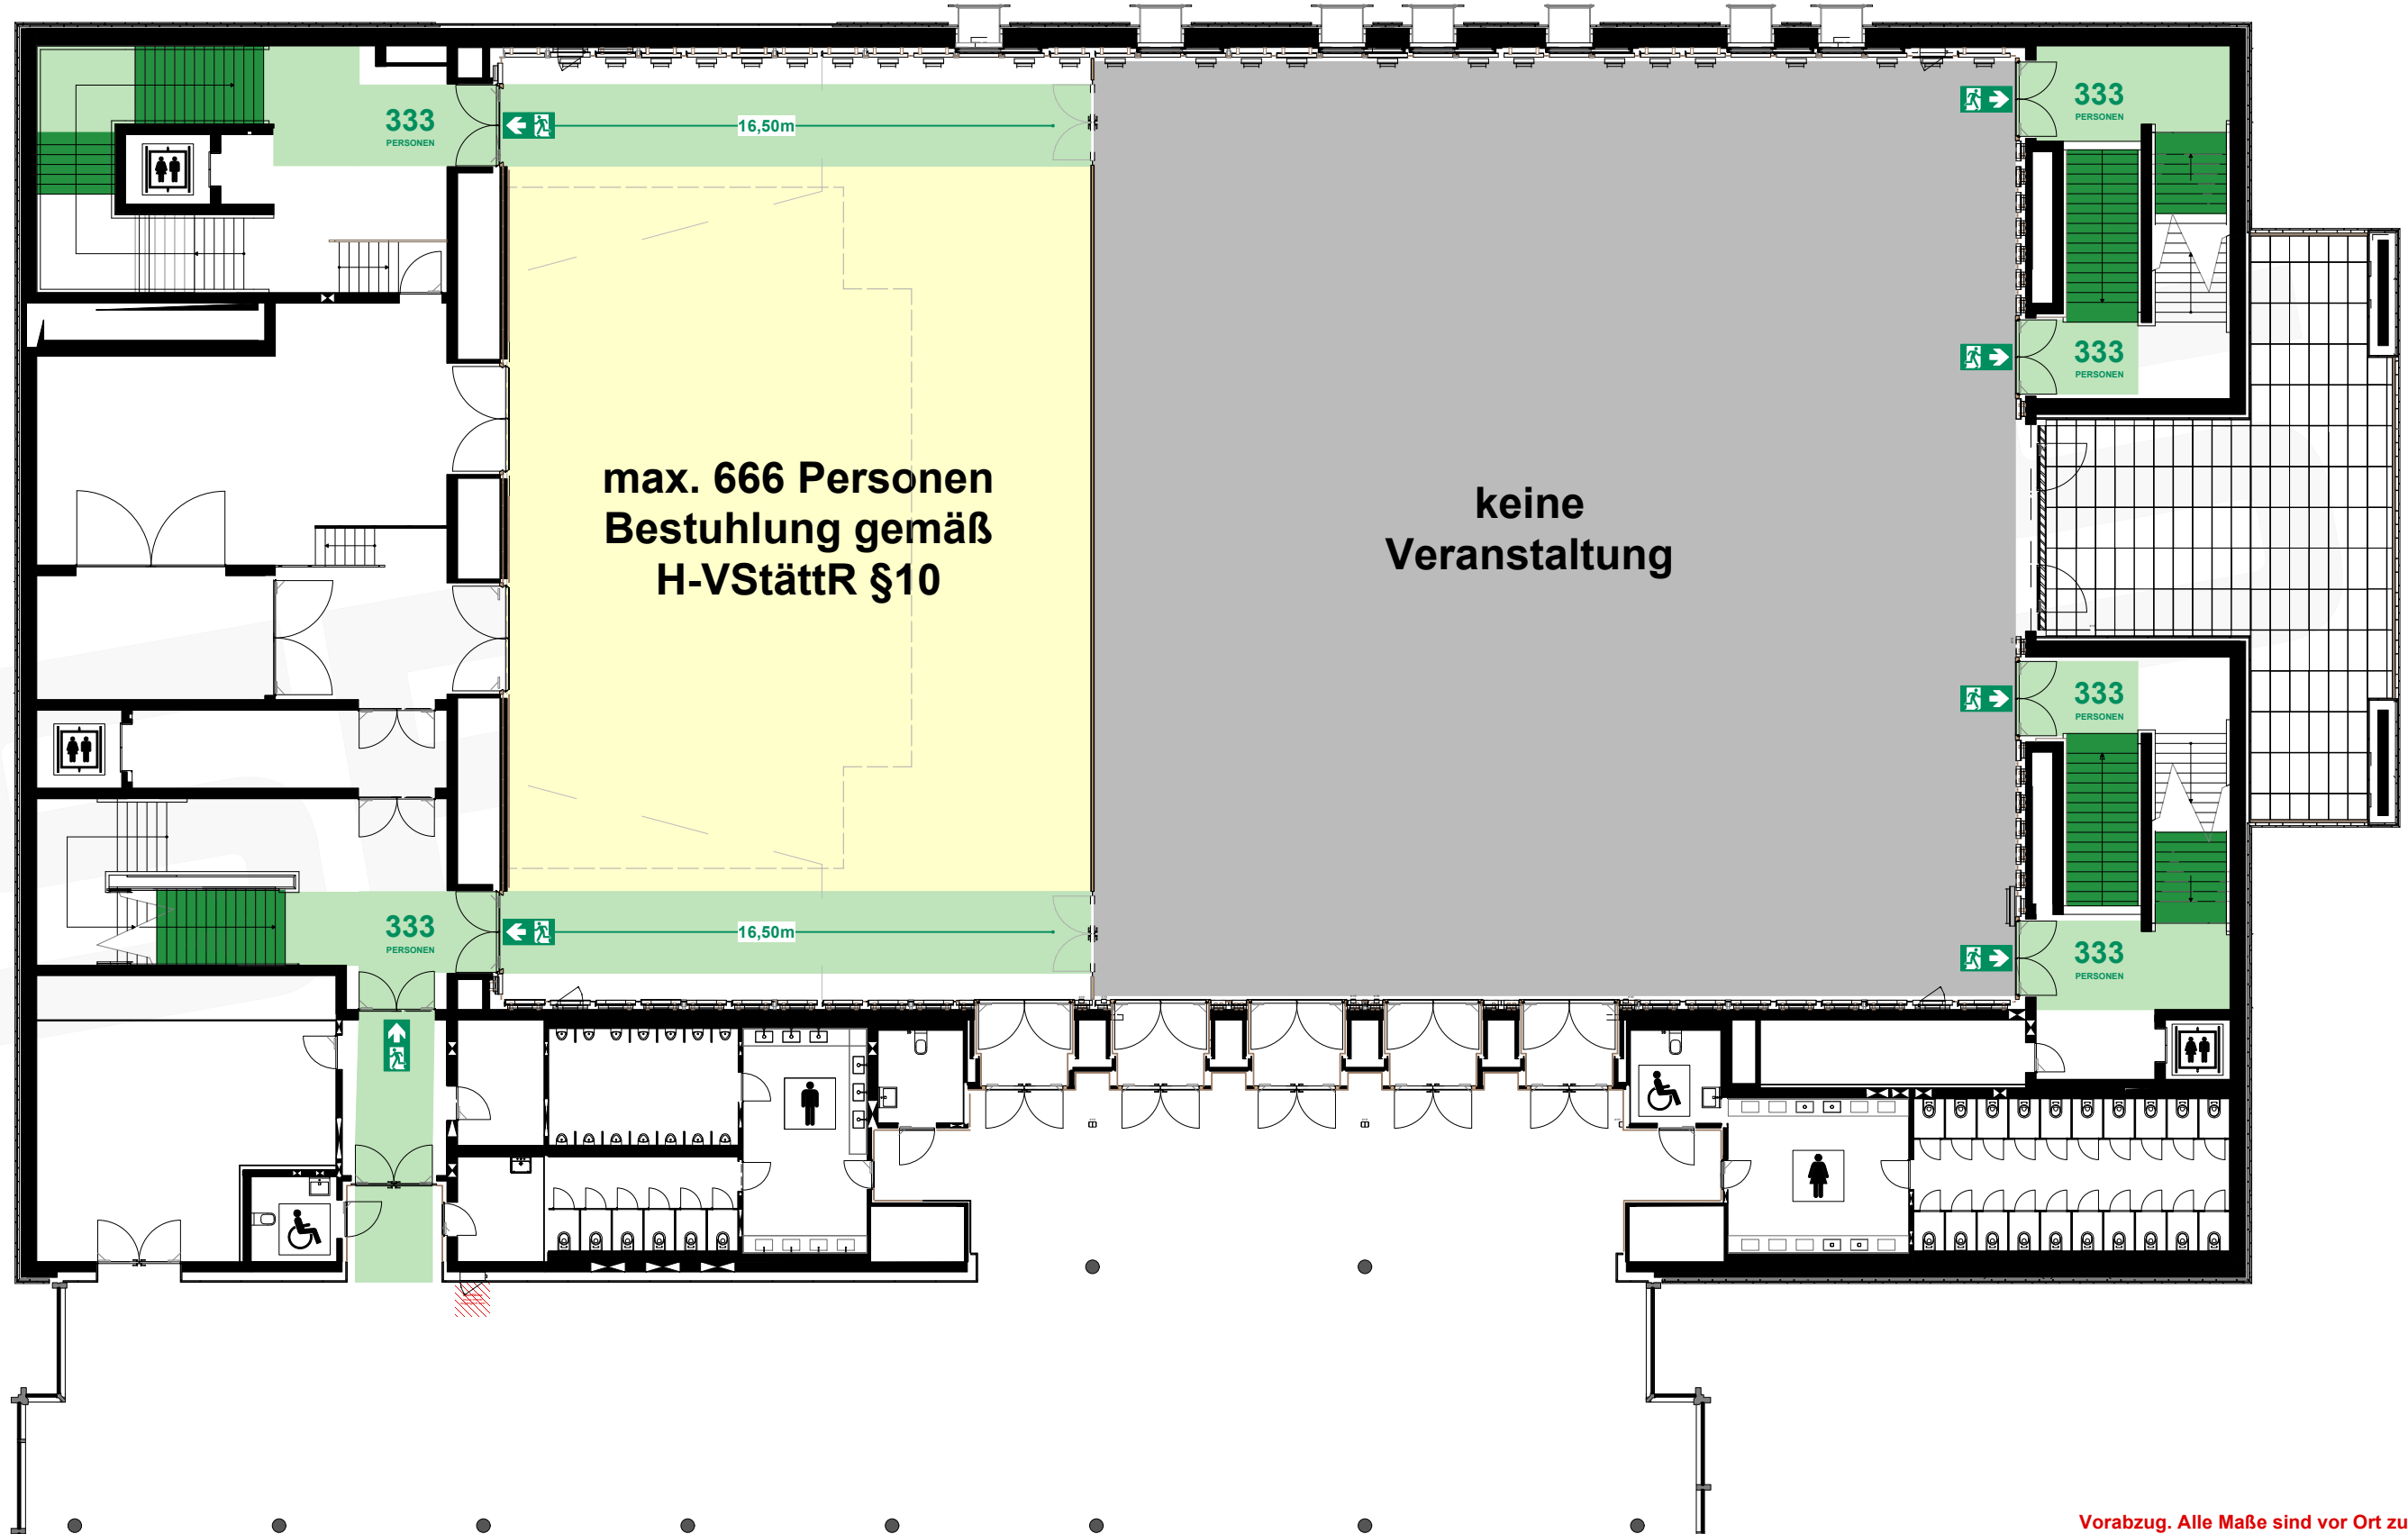 333
PERSONEN
16,50m
333
PERSONEN
333
PERSONEN
max. 666 Personen
Bestuhlung gemäß
H-VStättR §10
keine
Veranstaltung
333
PERSONEN
333
PERSONEN
16,50m
333
PERSONEN
Vorabzug. Alle Maße sind vor Ort zu